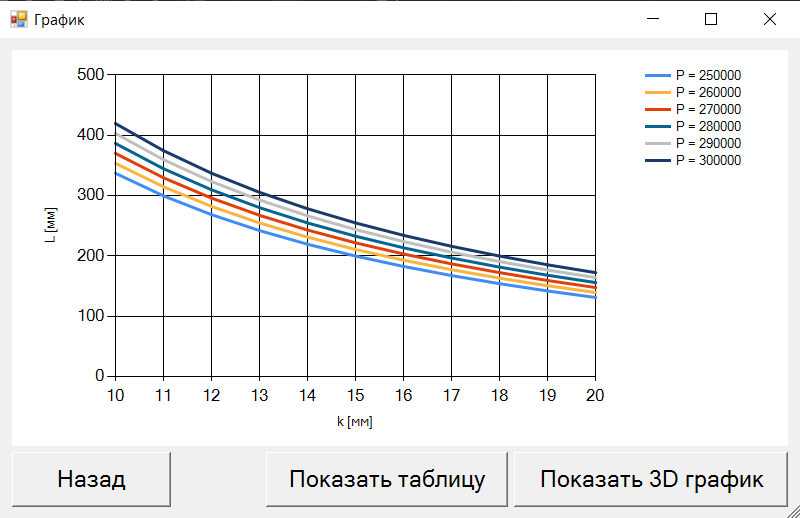 График
500
400
300
200
100
0
L [мм]
10 11 12 13 14 15 16 17 18 19 20
k [мм]
P = 250000
P = 260000
P = 270000
P = 280000
P = 290000
P = 300000
Назад
Показать таблицу
Показать 3D график